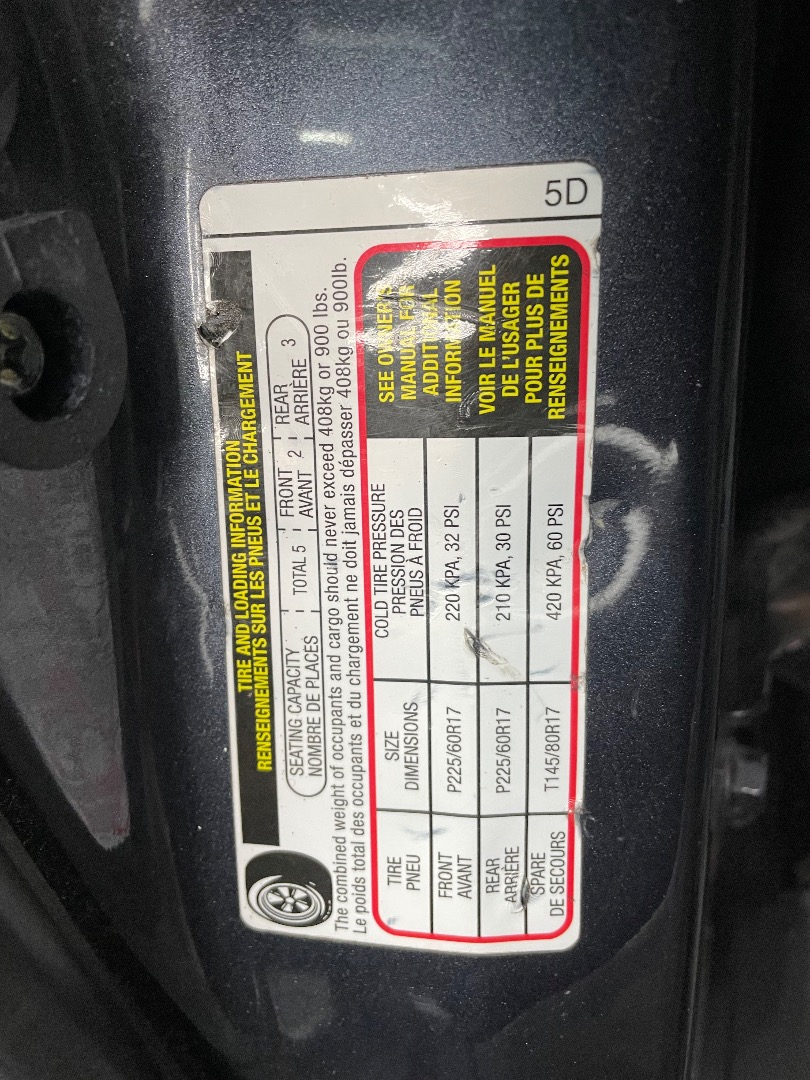 5D
TIRE AND LOADING INFORMATION
RENSEIGNEMENTS SUR LES PNEUS ET LE CHARGEMENT
SEATING CAPACITY
NOMBRE DE PLACES
TOTAL 5
FRONT
AVANT 2
REAR
ARRIÈRE 3
The combined weight of occupants and cargo should never exceed 408kg or 900 lbs.
Le poids total des occupants et du chargement ne doit jamais dépasser 408kg ou 900lb.
TIRE
PNEU
SIZE
DIMENSIONS
COLD TIRE PRESSURE
PRESSION DES
PNEUS À FROID
FRONT
AVANT
P225/60R17
220 KPA, 32 PSI
REAR
ARRIÈRE
P225/60R17
210 KPA, 30 PSI
SPARE
DE SECOURS
T145/80R17
420 KPA, 60 PSI
SEE OWNER'S
MANUAL FOR
ADDITIONAL
INFORMATION
VOIR LE MANUEL
DE L'USAGER
POUR PLUS DE
RENSEIGNEMENTS